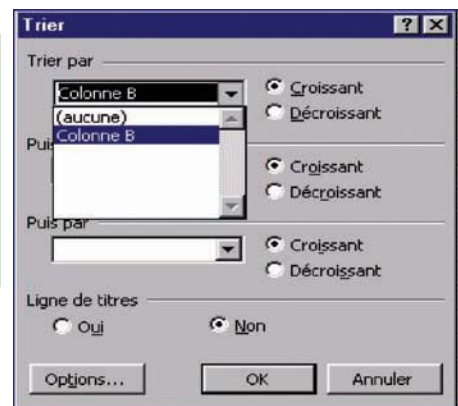 Trier
Trier par
Colonne B
Croissant
Décroissant
(aucune)
Colonne B
Croissant
Décroissant
Puis par
Croissant
Décroissant
Ligne de titres
Oui
Non
Options...
OK
Annuler